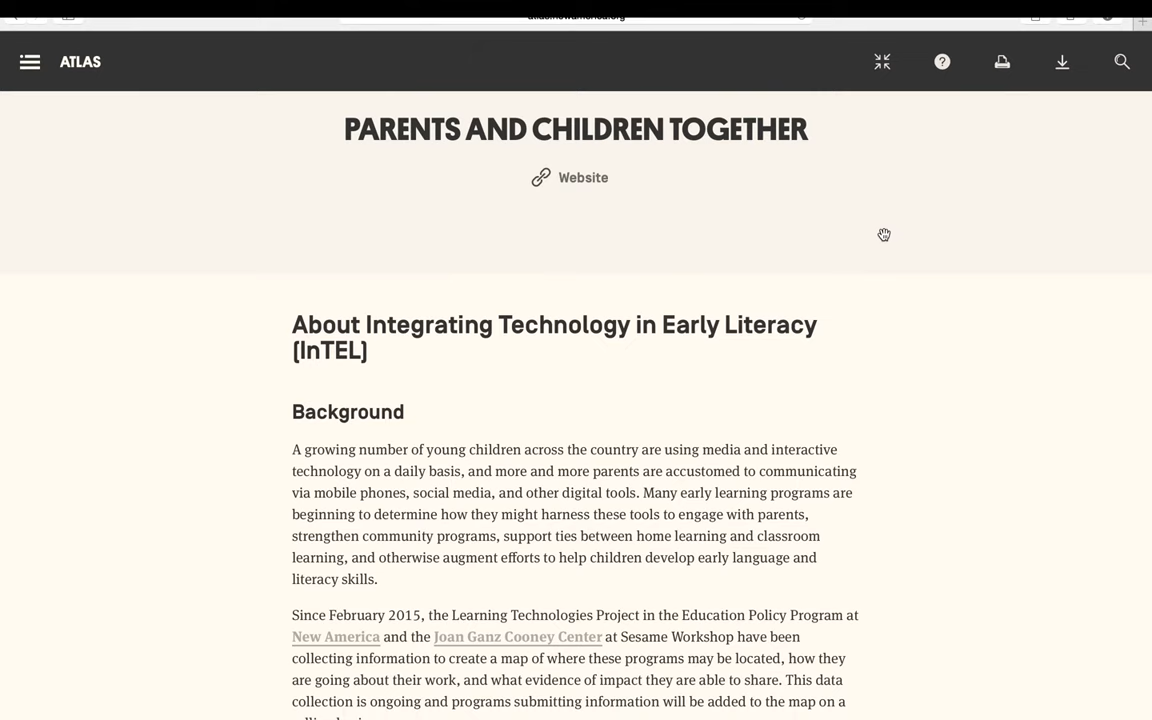 ATLAS
PARENTS AND CHILDREN TOGETHER
Website
About Integrating Technology in Early Literacy
(InTEL)
Background
A growing number of young children across the country are using media and interactive
technology on a daily basis, and more and more parents are accustomed to communicating
via mobile phones, social media, and other digital tools. Many early learning programs are
beginning to determine how they might harness these tools to engage with parents,
strengthen community programs, support ties between home learning and classroom
learning, and otherwise augment efforts to help children develop early language and
literacy skills.
Since February 2015, the Learning Technologies Project in the Education Policy Program at
New America and the Joan Ganz Cooney Center at Sesame Workshop have been
collecting information to create a map of where these programs may be located, how they
are going about their work, and what evidence of impact they are able to share. This data
collection is ongoing and programs submitting information will be added to the map on a